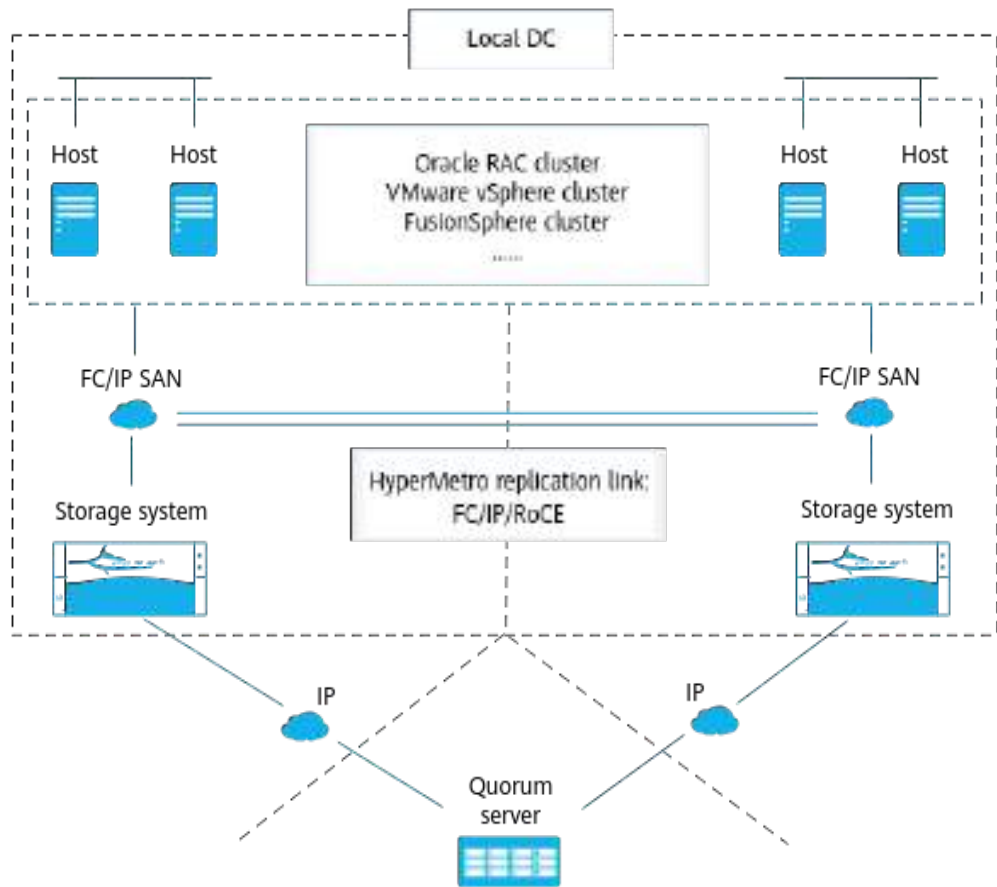 Local DC
Host
Host
Host
Host
Oracle RAC cluster
VMware vSphere cluster
FusionSphere cluster
......
FC/IP SAN
FC/IP SAN
HyperMetro replication link:
FC/IP/RoCE
Storage system
Storage system
IP
IP
Quorum
server